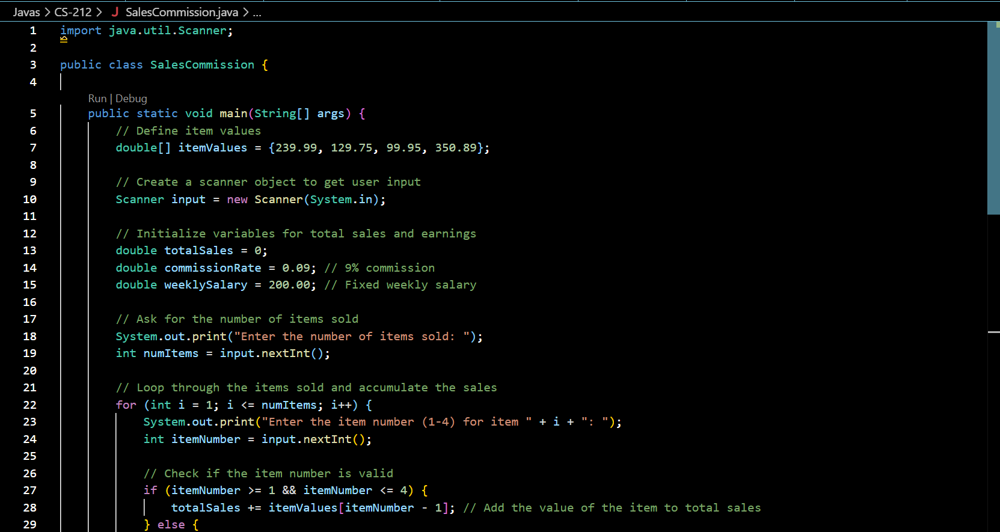 Javas > CS-212 > J SalesCommission.java > ...
1 import java.util.Scanner;
2
3 public class SalesCommission {
4
Run | Debug
5 public static void main(String[] args) {
6 // Define item values
7 double[] itemValues = {239.99, 129.75, 99.95, 350.89};
8
9 // Create a scanner object to get user input
10 Scanner input = new Scanner(System.in);
11
12 // Initialize variables for total sales and earnings
13 double totalSales = 0;
14 double commissionRate = 0.09; // 9% commission
15 double weeklySalary = 200.00; // Fixed weekly salary
16
17 // Ask for the number of items sold
18 System.out.print("Enter the number of items sold: ");
19 int numItems = input.nextInt();
20
21 // Loop through the items sold and accumulate the sales
22 for (int i = 1; i <= numItems; i++) {
23 System.out.print("Enter the item number (1-4) for item " + i + ": ");
24 int itemNumber = input.nextInt();
25
26 // Check if the item number is valid
27 if (itemNumber >= 1 && itemNumber <= 4) {
28 totalSales += itemValues[itemNumber - 1]; // Add the value of the item to total sales
29 } else {